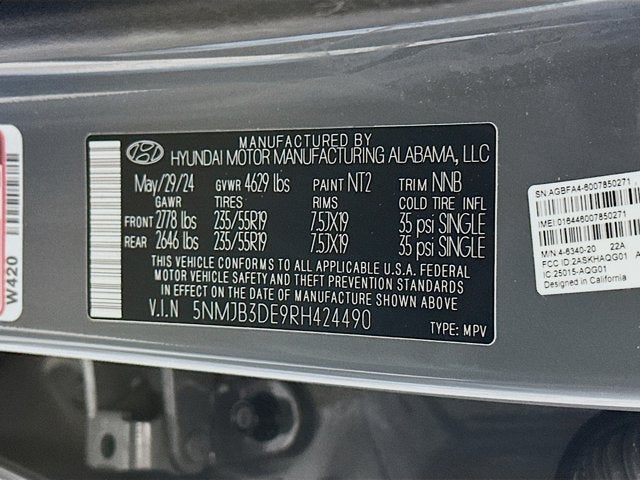 MANUFACTURED BY
HYUNDAI MOTOR MANUFACTURING ALABAMA, LLC
May/29/24 GVWR 4629 lbs PAINT NT2 TRIM NNB
GAWR TIRES RIMS COLD TIRE INFL
FRONT 2778 lbs 235/55R19 7.5JX19 35 psi SINGLE
REAR 2646 lbs 235/55R19 7.5JX19 35 psi SINGLE
THIS VEHICLE CONFORMS TO ALL APPLICABLE U.S.A. FEDERAL
MOTOR VEHICLE SAFETY AND THEFT PREVENTION STANDARDS
IN EFFECT ON THE DATE OF MANUFACTURE SHOWN ABOVE.
V.I.N 5NMJB3DE9RH424490
TYPE: MPV
W420
SN:AGBFA4-6007850271
IMEI:016446007850271
M/N:4-6340-20 22A
FCC ID:2ASKHAQG01
IC:25015-AQG01
Designed in California